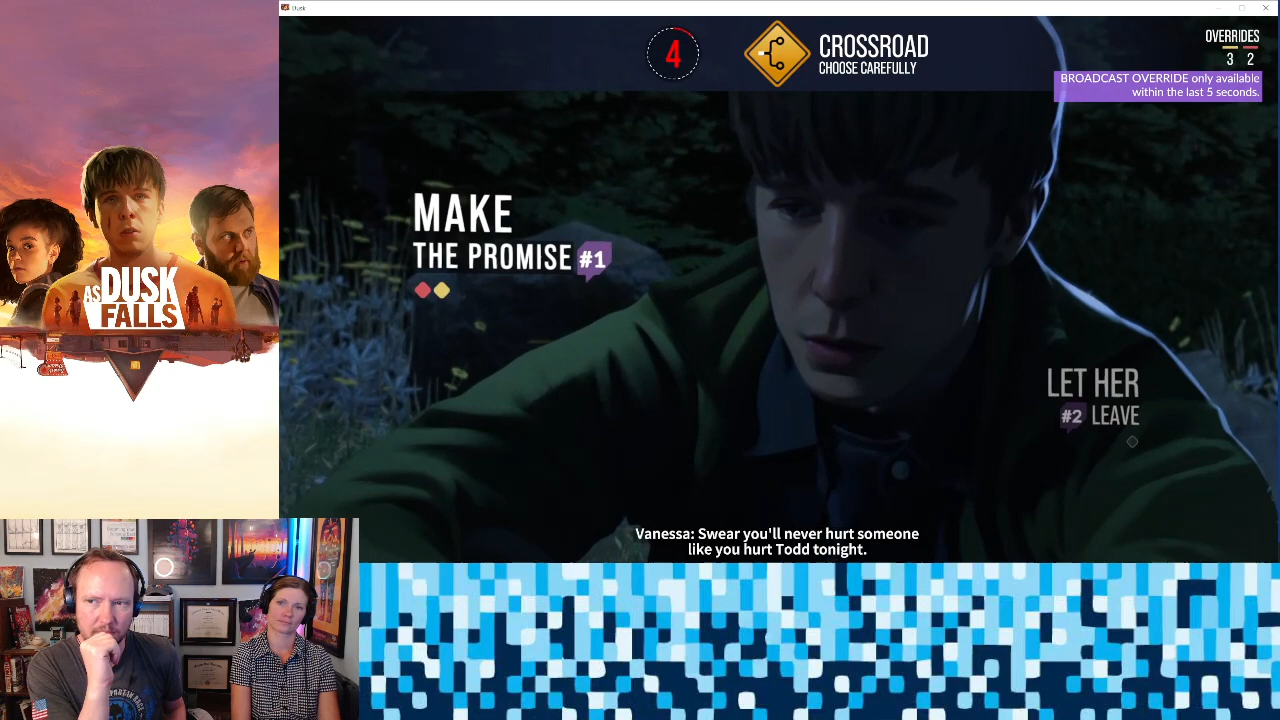 Dusk
4
CROSSROAD
CHOOSE CAREFULLY
OVERRIDES
3 2
BROADCAST OVERRIDE only available
within the last 5 seconds.
MAKE
THE PROMISE #1
LET HER
#2 LEAVE
AS DUSK
FALLS
Vanessa: Swear you'll never hurt someone
like you hurt Todd tonight.